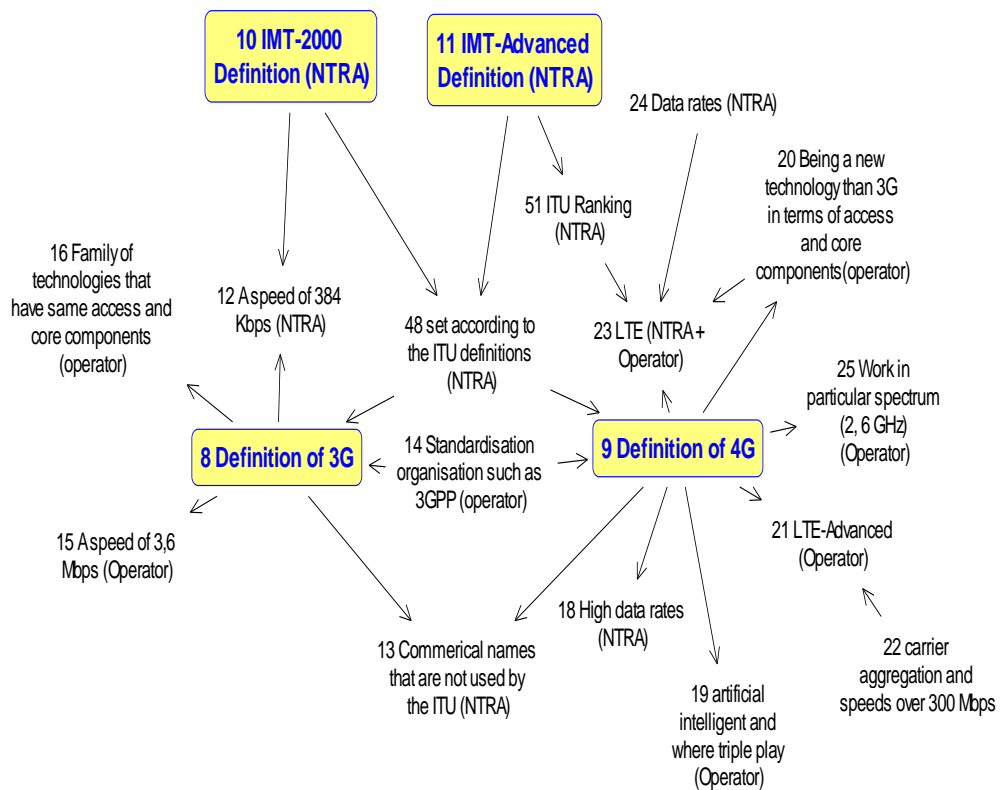 10 IMT-2000
Definition (NTRA)
11 IMT-Advanced
Definition (NTRA)
24 Data rates (NTRA)
20 Being a new
technology than 3G
in terms of access
and core
components(operator)
51 ITU Ranking
(NTRA)
16 Family of
technologies that
have same access and
core components
(operator)
12 A speed of 384
Kbps (NTRA)
48 set according to
the ITU definitions
(NTRA)
23 LTE (NTRA +
Operator)
25 Work in
particular spectrum
(2, 6 GHz)
(Operator)
8 Definition of 3G
14 Standardisation
organisation such as
3GPP (operator)
9 Definition of 4G
15 A speed of 3,6
Mbps (Operator)
21 LTE-Advanced
(Operator)
18 High data rates
(NTRA)
13 Commerical names
that are not used by
the ITU (NTRA)
22 carrier
aggregation and
speeds over 300 Mbps
19 artificial
intelligent and
where triple play
(Operator)